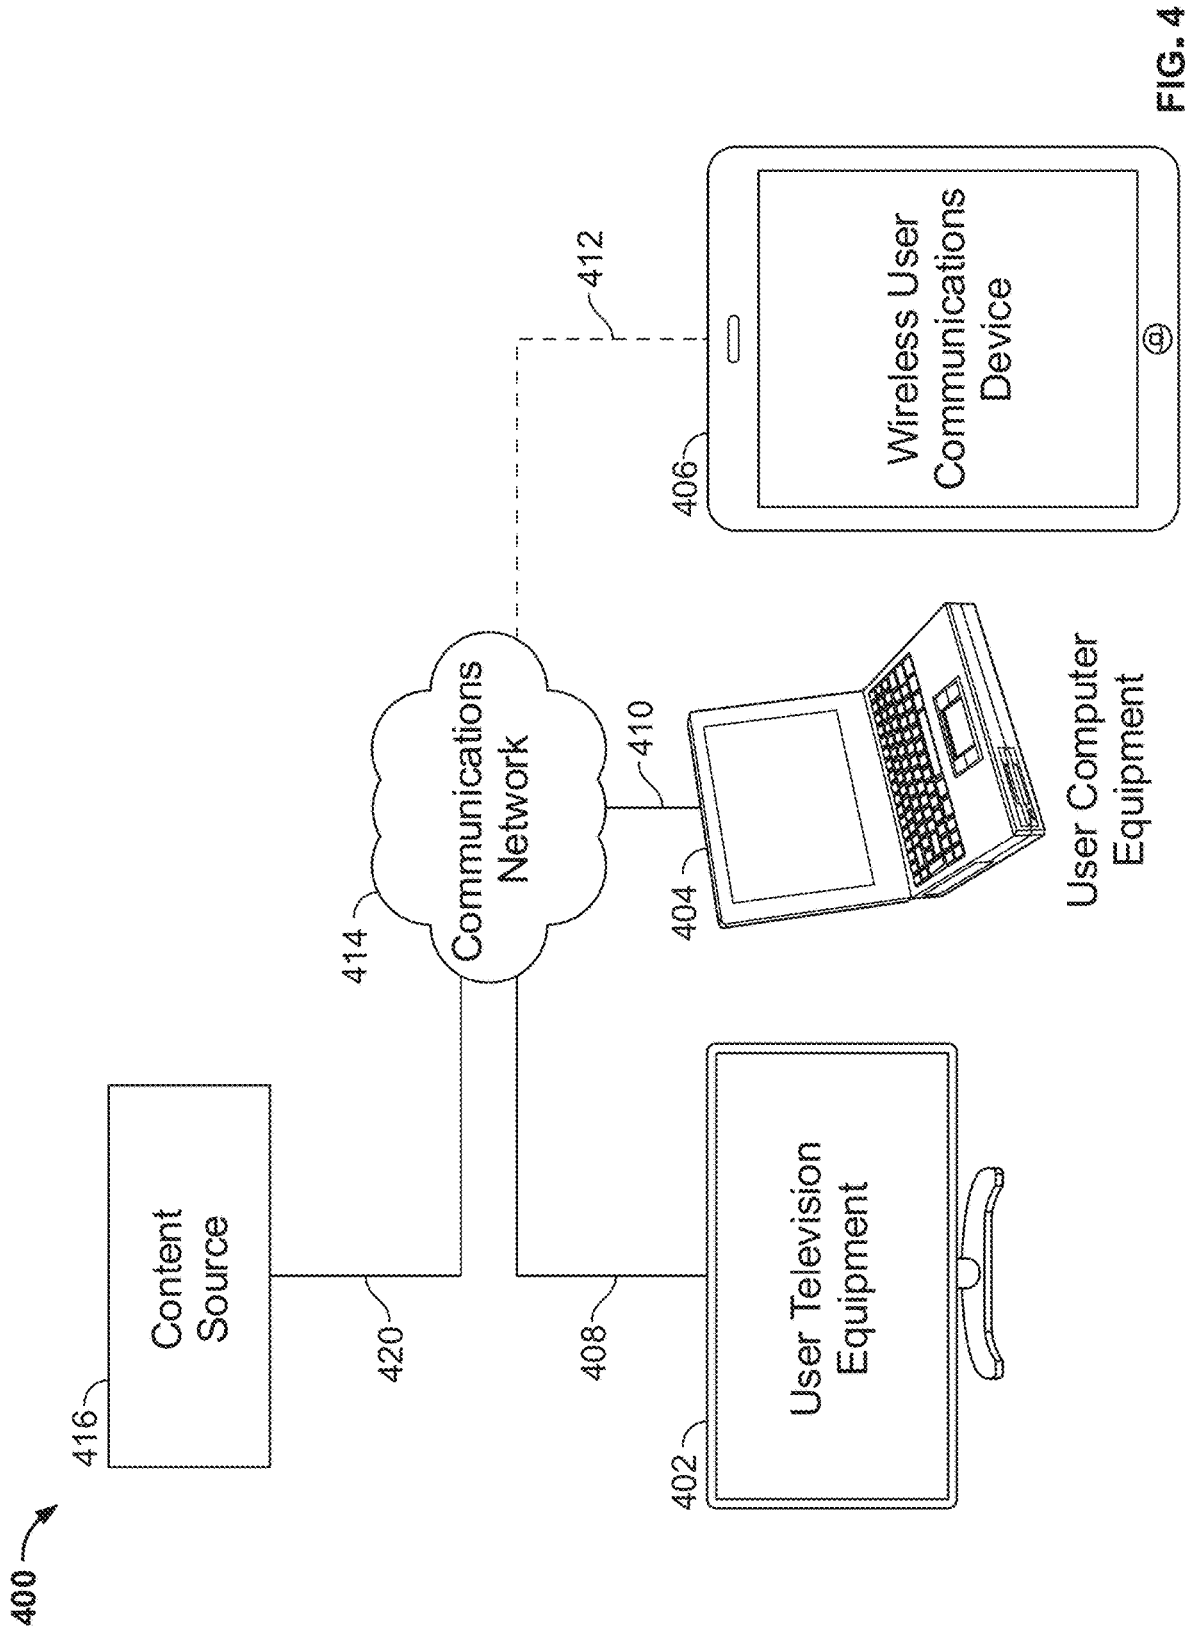 400
416
Content
Source
420
414
Communications
Network
408
410
412
402
User Television
Equipment
404
User Computer
Equipment
406
Wireless User
Communications
Device
FIG. 4